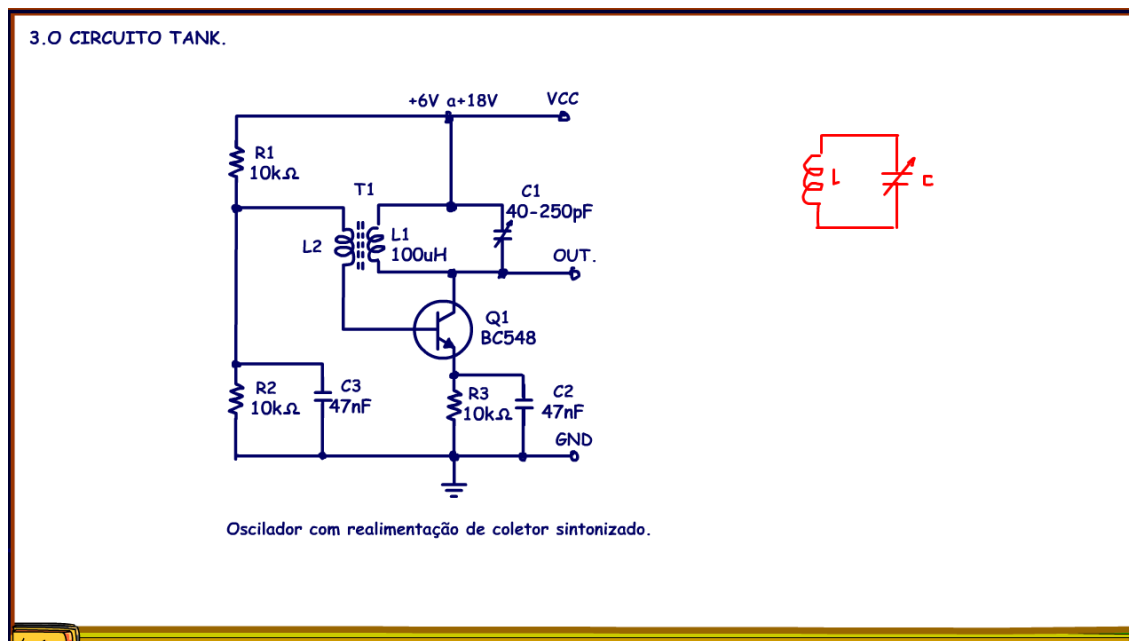 3.O CIRCUITO TANK.
+6V a+18V
VCC
R1
10kΩ
T1
C1
40-250pF
L2
L1
100uH
OUT.
L
C
Q1
BC548
R2
10kΩ
C3
47nF
R3
10kΩ
C2
47nF
GND
Oscilador com realimentação de coletor sintonizado.